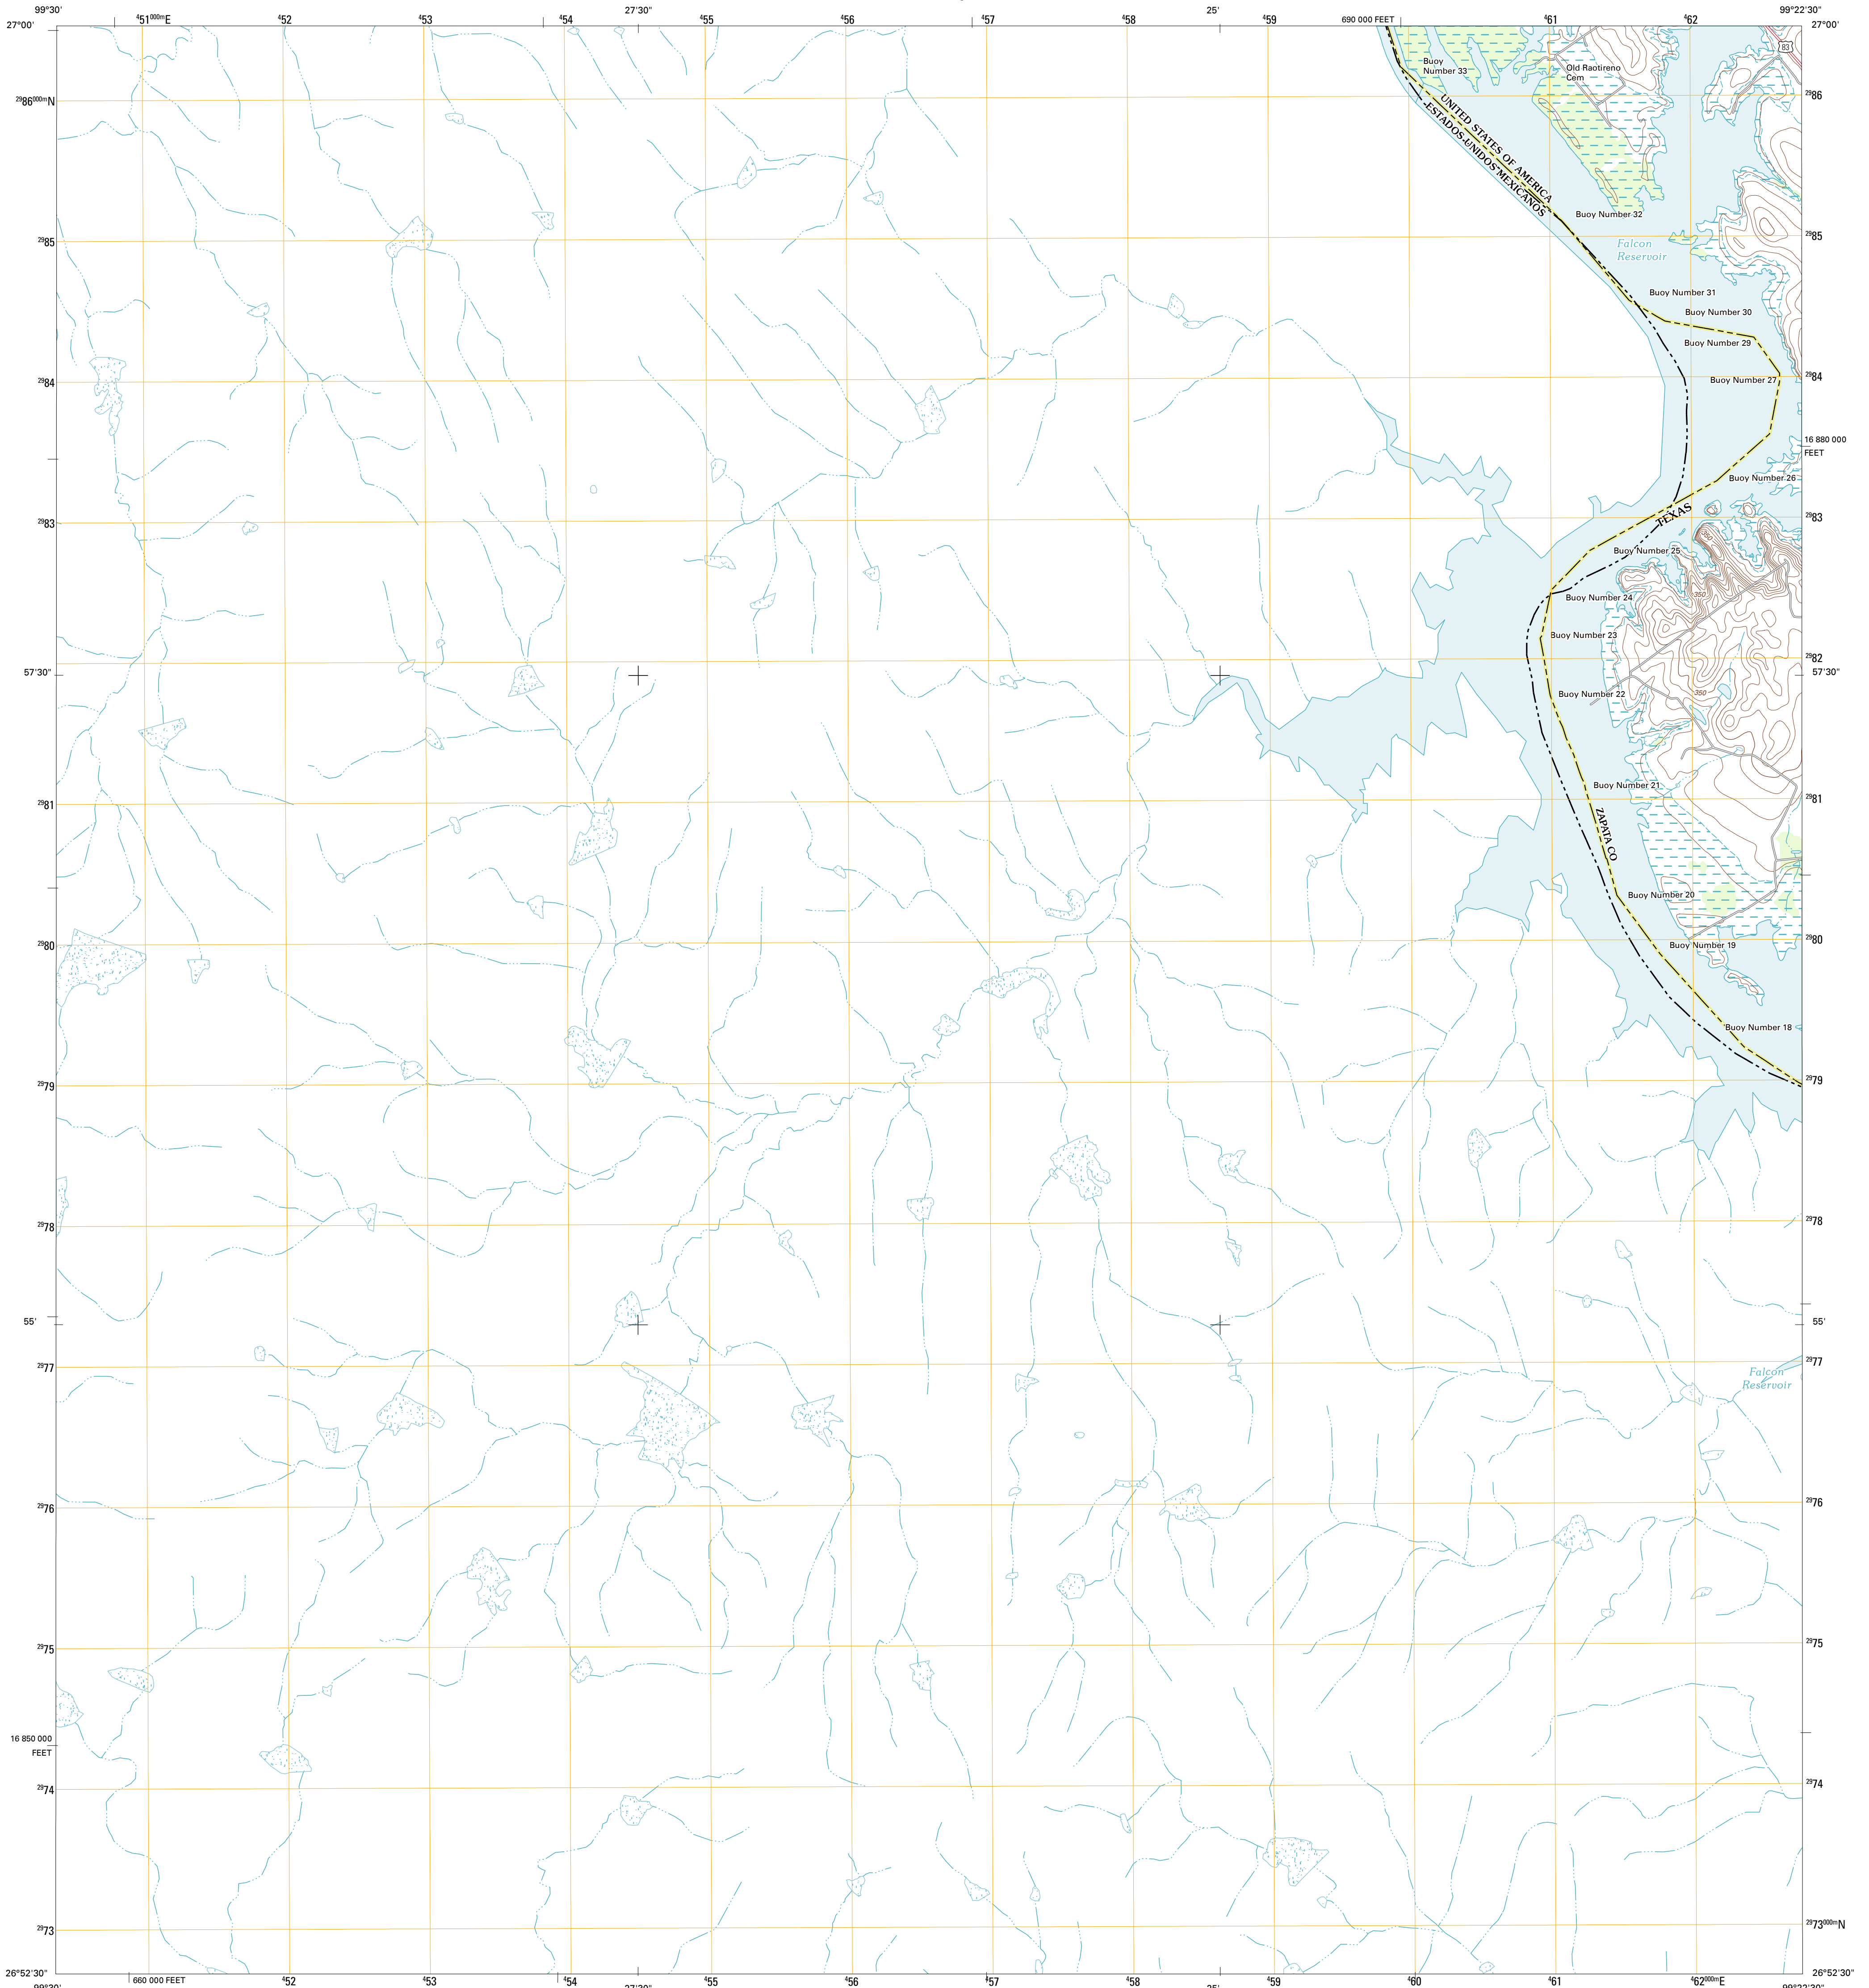 99°30' ⁴51⁰⁰⁰ᵐE ⁴52 ⁴53 ⁴54 27'30" ⁴55 ⁴56 ⁴57 ⁴58 25' ⁴59 690 000 FEET ⁴61 ⁴62 99°22'30"
27°00' 27°00'
83
Buoy
Number 33
Old Raotireno
Cem
²⁹86⁰⁰⁰ᵐN ²⁹86
UNITED STATES OF AMERICA
ESTADOS UNIDOS MEXICANOS
Buoy Number 32
²⁹85 ²⁹85
Falcon
Reservoir
Buoy Number 31
Buoy Number 30
Buoy Number 29
²⁹84 ²⁹84
Buoy Number 27
16 880 000
FEET
Buoy Number 26
TEXAS
²⁹83 ²⁹83
350
Buoy Number 25
350
Buoy Number 24
Buoy Number 23
²⁹82
57'30" 57'30"
Buoy Number 22
350
Buoy Number 21
²⁹81 ²⁹81
ZAPATA CO
Buoy Number 20
²⁹80 ²⁹80
Buoy Number 19
Buoy Number 18
²⁹79 ²⁹79
²⁹78 ²⁹78
55' 55'
²⁹77 ²⁹77
Falcon
Reservoir
²⁹76 ²⁹76
²⁹75 ²⁹75
16 850 000
FEET
²⁹74 ²⁹74
²⁹73 ²⁹73⁰⁰⁰ᵐN
26°52'30" 26°52'30"
660 000 FEET ⁴52 ⁴53 ⁴54 ⁴55 ⁴56 ⁴57 ⁴58 ⁴59 ⁴60 ⁴61 ⁴62⁰⁰⁰ᵐE